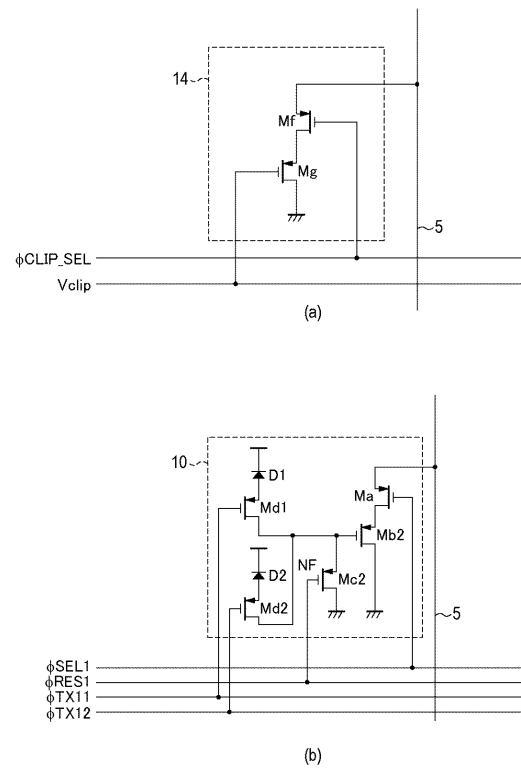 14
Mf
Mg
5
ϕCLIP_SEL
Vclip
(a)
10
D1
Ma
Md1
Mb2
D2
NF
Mc2
Md2
5
ϕSEL1
ϕRES1
ϕTX11
ϕTX12
(b)